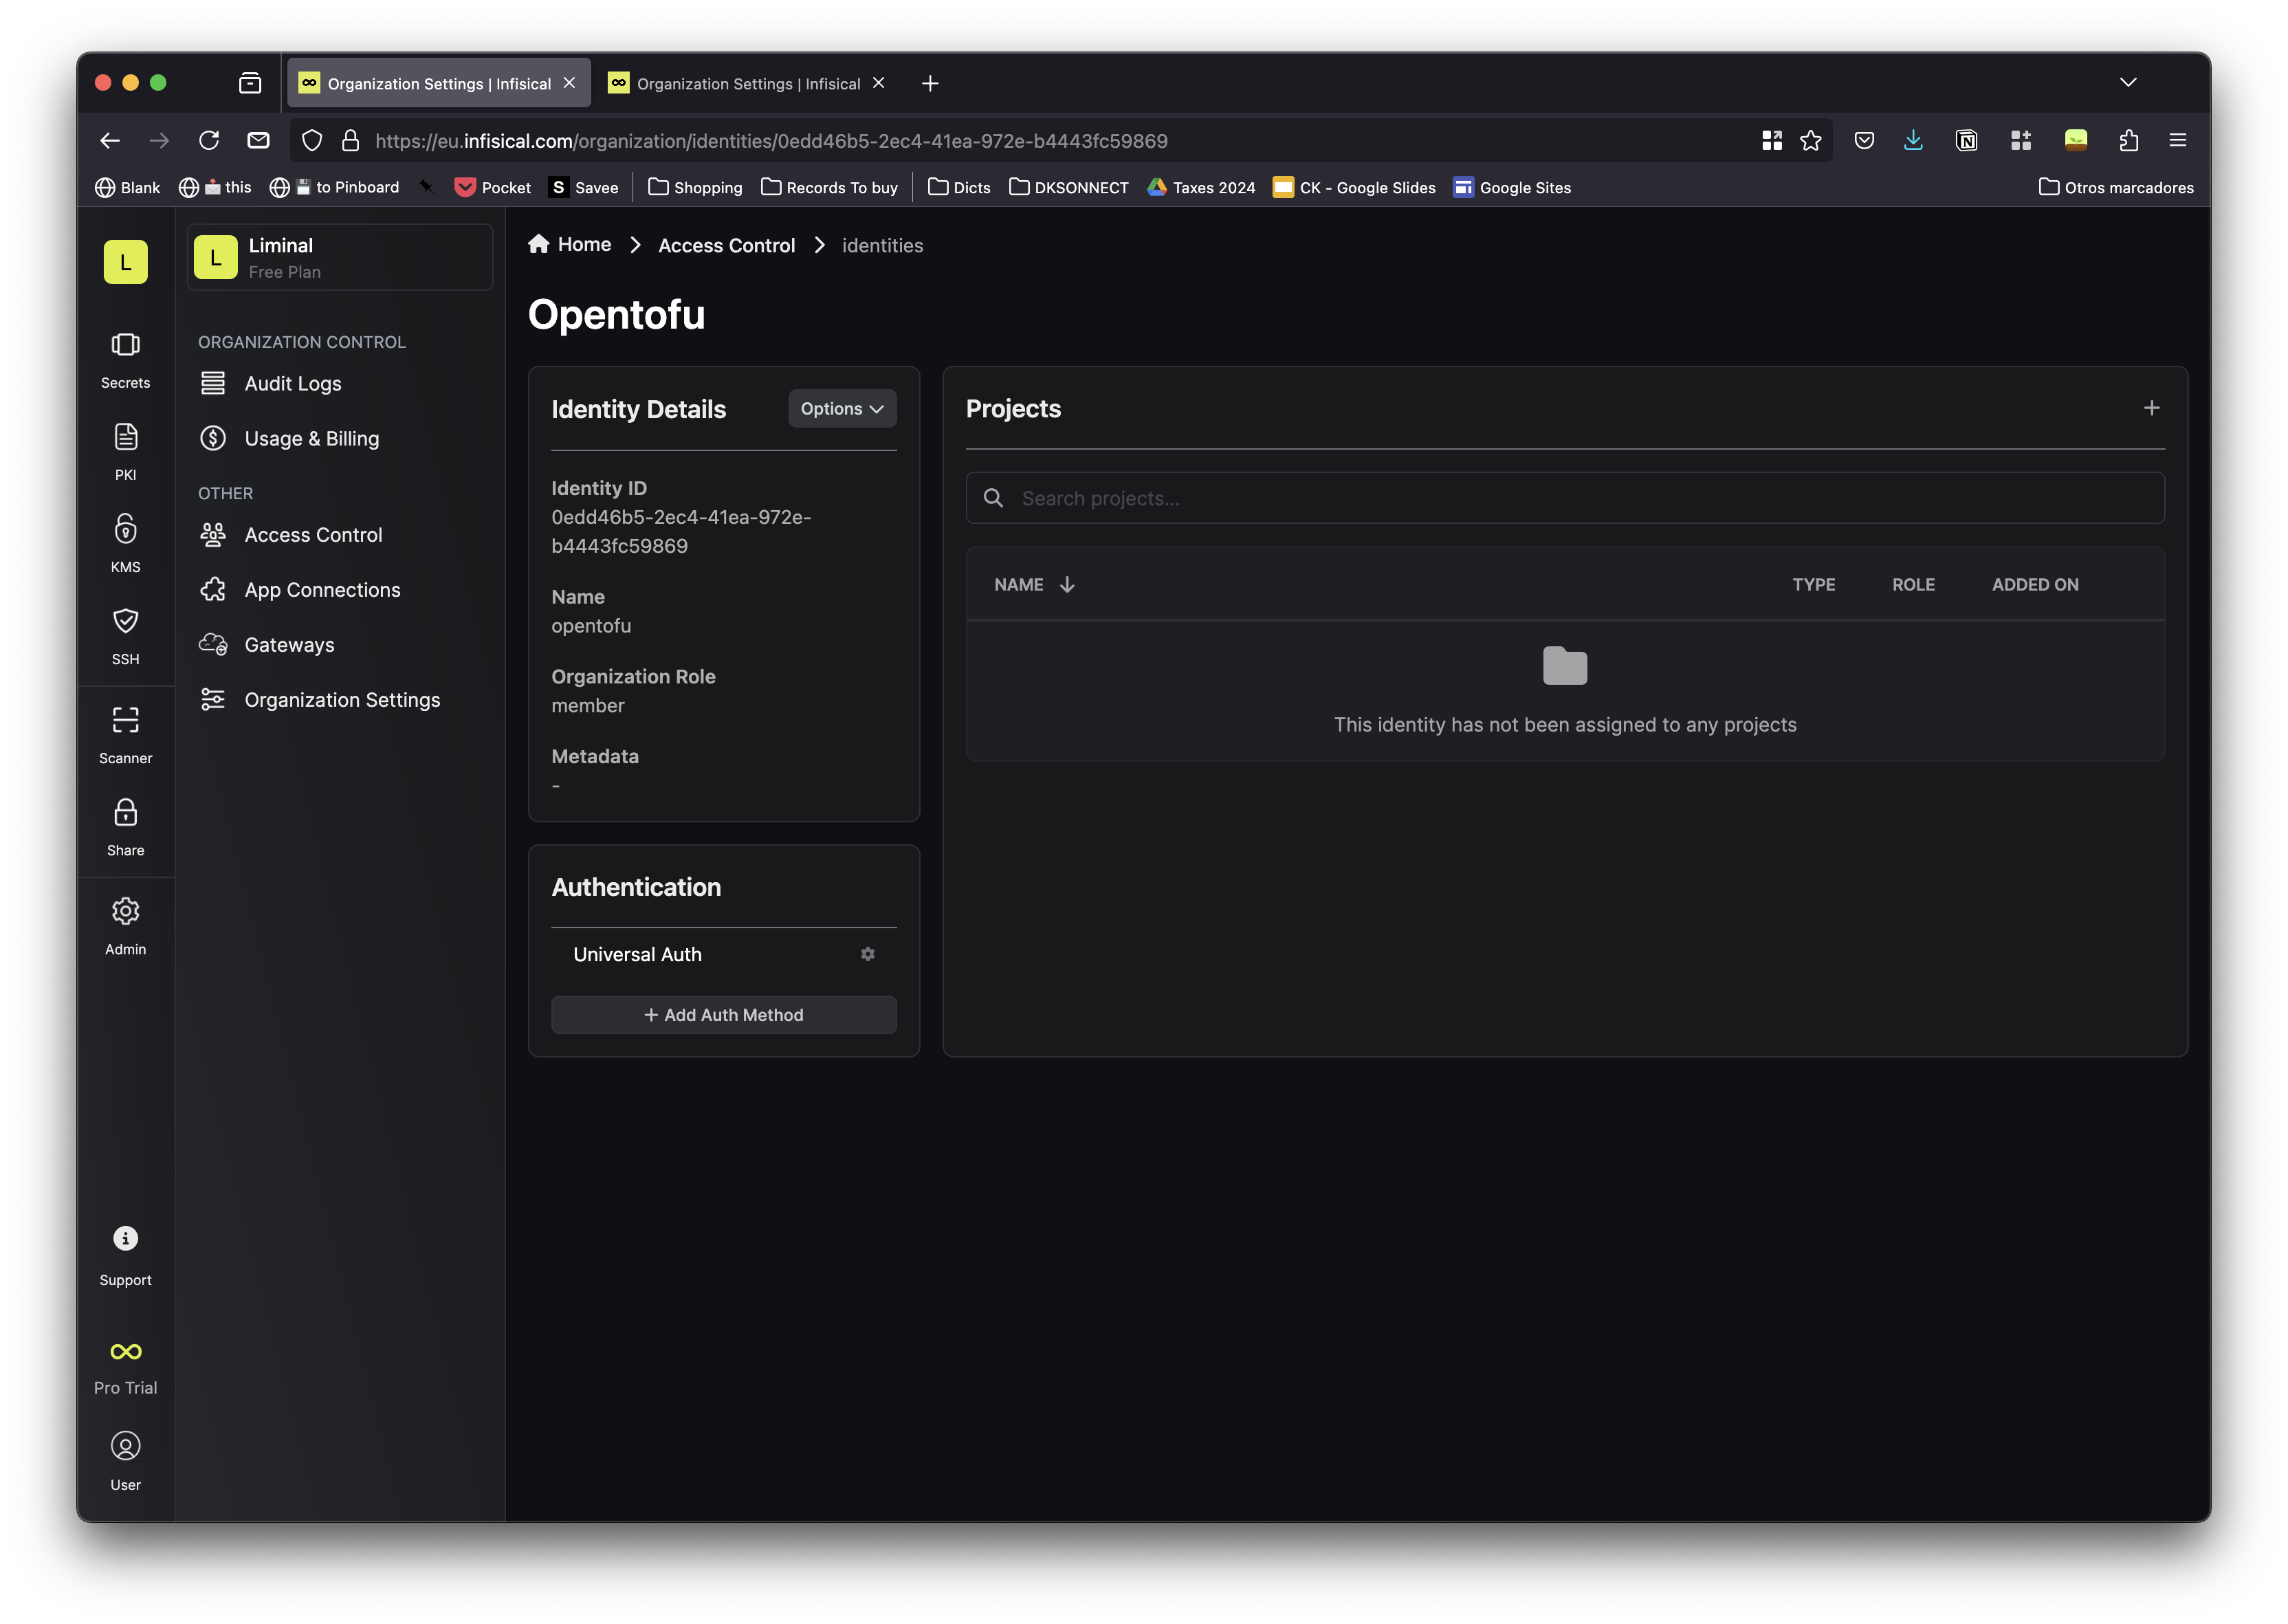 Organization Settings | Infisical
Organization Settings | Infisical
https://eu.infisical.com/organization/identities/0edd46b5-2ec4-41ea-972e-b4443fc59869
Blank
this
to Pinboard
Pocket
S Savee
Shopping
Records To buy
Dicts
DKSONNECT
Taxes 2024
CK - Google Slides
Google Sites
Otros marcadores
L
Secrets
PKI
KMS
SSH
Scanner
Share
Admin
Support
Pro Trial
User
L
Liminal
Free Plan
ORGANIZATION CONTROL
Audit Logs
Usage & Billing
OTHER
Access Control
App Connections
Gateways
Organization Settings
Home > Access Control > identities
Opentofu
Identity Details
Options
Identity ID
0edd46b5-2ec4-41ea-972e-
b4443fc59869
Name
opentofu
Organization Role
member
Metadata
-
Authentication
Universal Auth
+ Add Auth Method
Projects
+
Search projects...
NAME TYPE ROLE ADDED ON
This identity has not been assigned to any projects